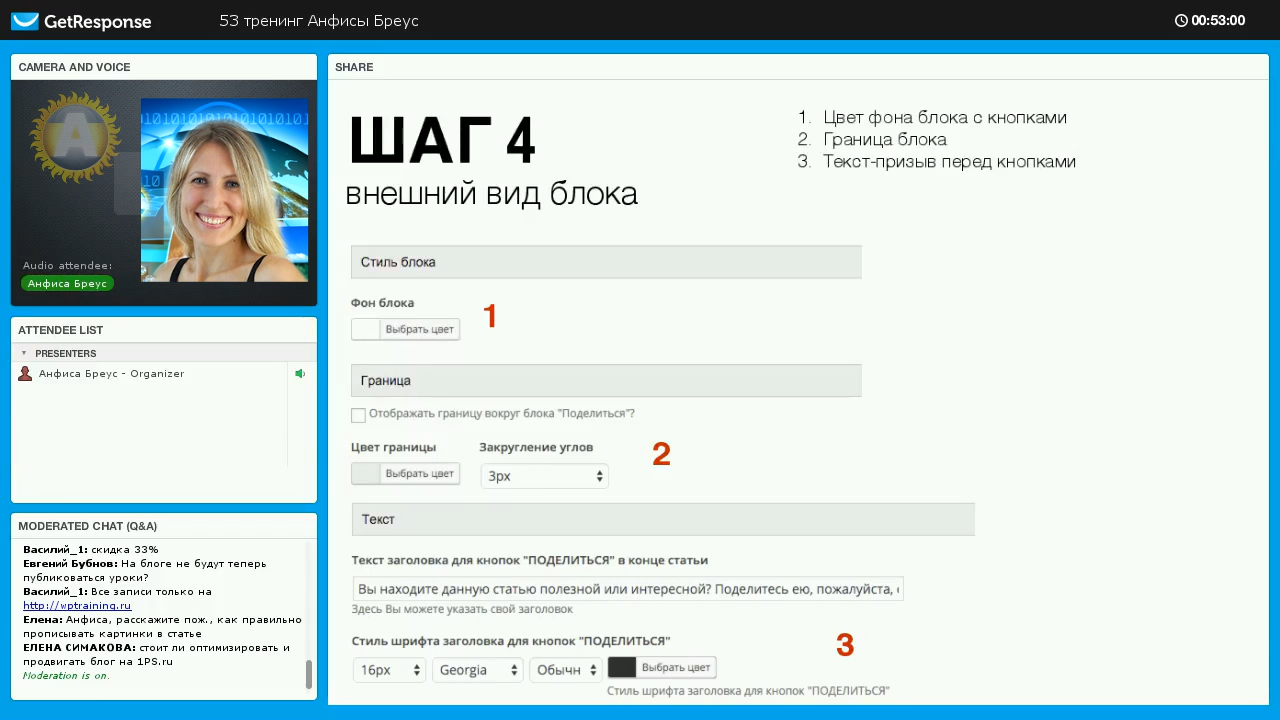 GetResponse
53 тренинг Анфисы Бреус
00:53:00
CAMERA AND VOICE
A
Audio attendee:
Анфиса Бреус
ATTENDEE LIST
PRESENTERS
Анфиса Бреус - Organizer
MODERATED CHAT (Q&A)
Василий_1: скидка 33%
Евгений Бубнов: На блоге не будут теперь
публиковаться уроки?
Василий_1: Все записи только на
http://wptraining.ru
Елена: Анфиса, расскажите пож., как правильно
прописывать картинки в статье
ЕЛЕНА СИМАКОВА: стоит ли оптимизировать и
продвигать блог на 1PS.ru
Moderation is on.
SHARE
ШАГ 4
внешний вид блока
1. Цвет фона блока с кнопками
2. Граница блока
3. Текст-призыв перед кнопками
Стиль блока
Фон блока
1
Выбрать цвет
Граница
Отображать границу вокруг блока "Поделиться"?
Цвет границы Закругление углов
2
Выбрать цвет 3px
Текст
Текст заголовка для кнопок "ПОДЕЛИТЬСЯ" в конце статьи
Вы находите данную статью полезной или интересной? Поделитесь ею, пожалуйста,
Здесь Вы можете указать свой заголовок
Стиль шрифта заголовка для кнопок "ПОДЕЛИТЬСЯ"
3
16px Georgia Обычн Выбрать цвет
Стиль шрифта заголовка для кнопок "ПОДЕЛИТЬСЯ"